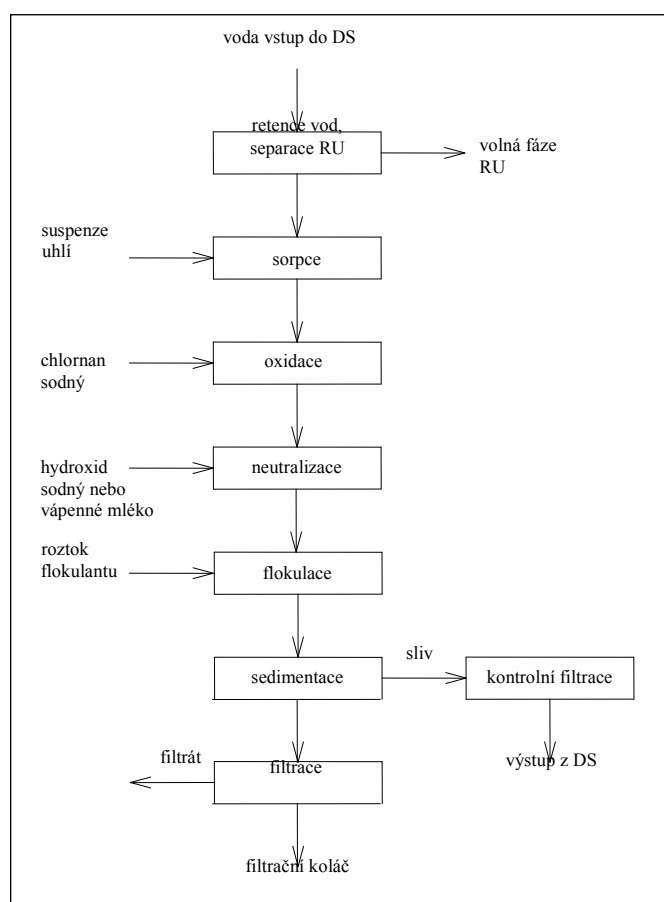 voda vstup do DS
retence vod,
separace RU
volná fáze
RU
suspenze
uhlí
sorpce
chlornan
sodný
oxidace
hydroxid
sodný nebo
vápenné mléko
neutralizace
roztok
flokulantu
flokulace
sliv
sedimentace
kontrolní filtrace
filtrát
filtrace
výstup z DS
filtrační koláč